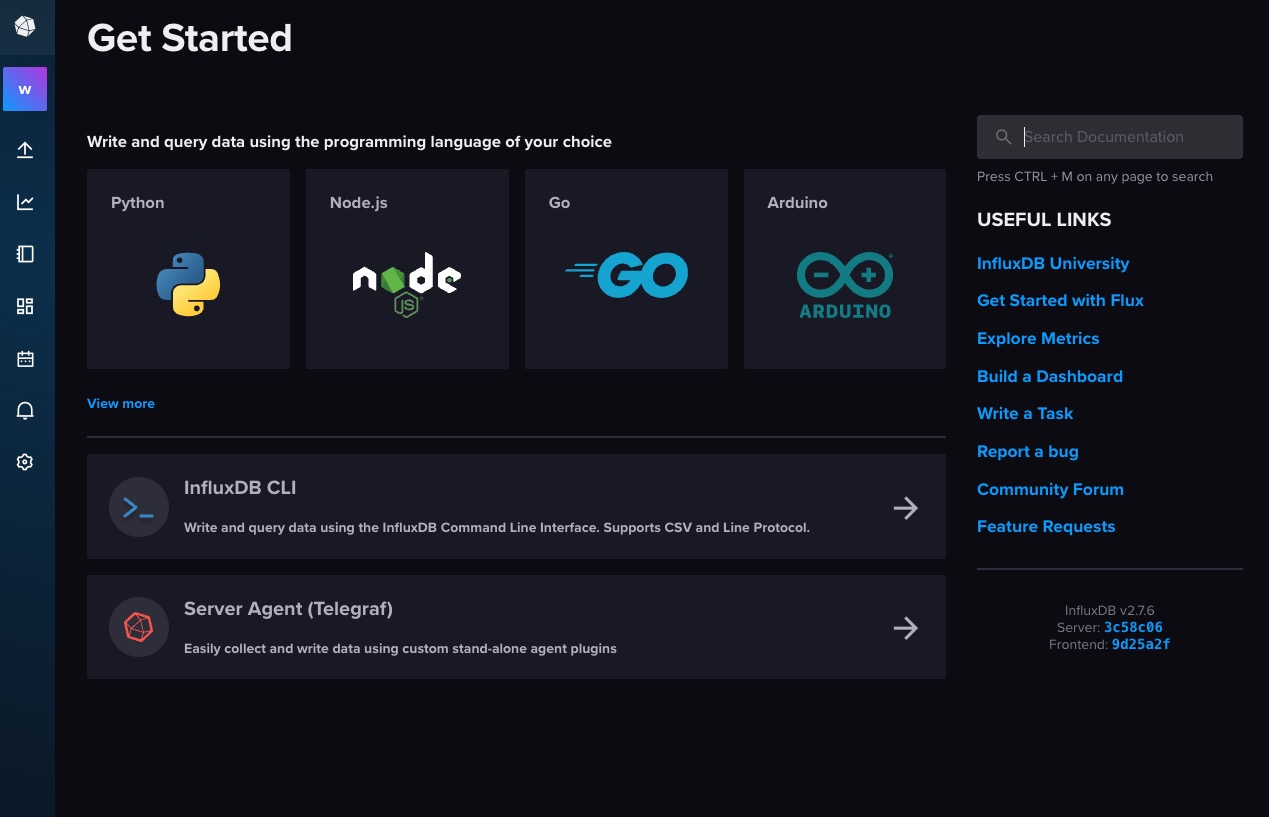 Get Started
W
Write and query data using the programming language of your choice
Python
Node.js
Go
Arduino
node
JS
GO
ARDUINO
View more
InfluxDB CLI
Write and query data using the InfluxDB Command Line Interface. Supports CSV and Line Protocol.
Server Agent (Telegraf)
Easily collect and write data using custom stand-alone agent plugins
Search Documentation
Press CTRL + M on any page to search
USEFUL LINKS
InfluxDB University
Get Started with Flux
Explore Metrics
Build a Dashboard
Write a Task
Report a bug
Community Forum
Feature Requests
InfluxDB v2.7.6
Server: 3c58c06
Frontend: 9d25a2f